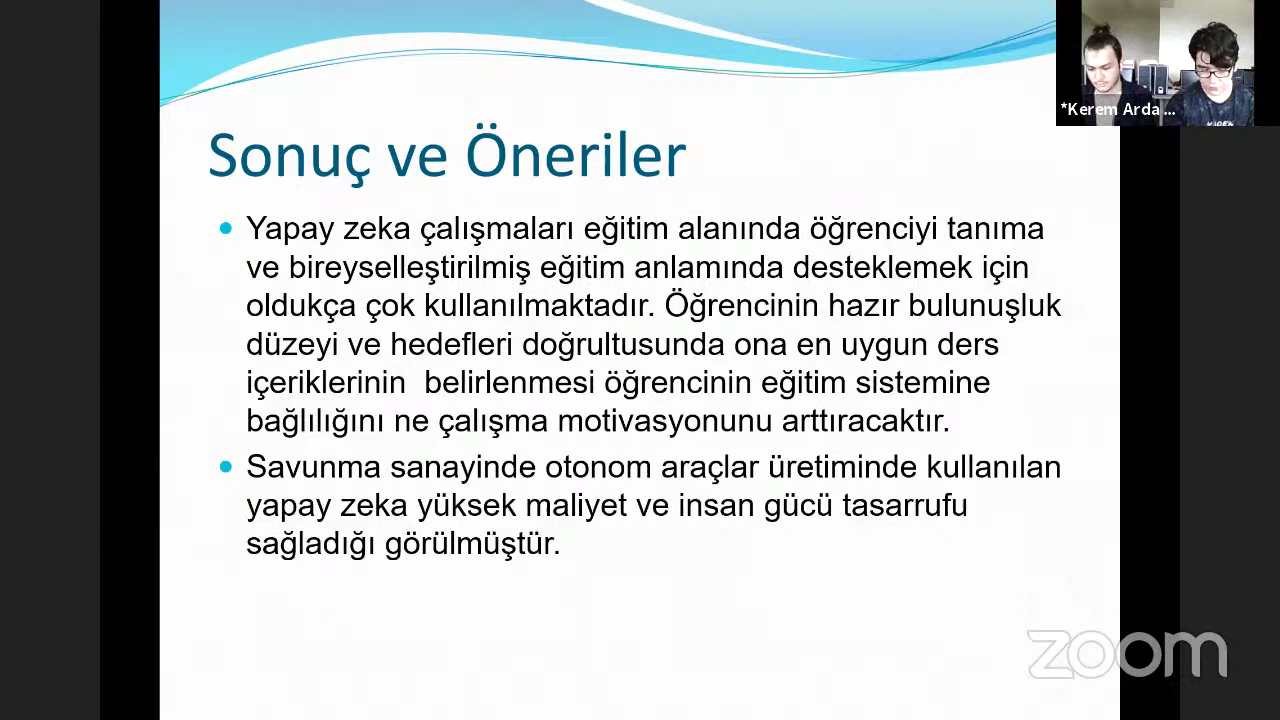 Sonuç ve Öneriler
• Yapay zeka çalışmaları eğitim alanında öğrenciyi tanıma
ve bireyselleştirilmiş eğitim anlamında desteklemek için
oldukça çok kullanılmaktadır. Öğrencinin hazır bulunuşluk
düzeyi ve hedefleri doğrultusunda ona en uygun ders
içeriklerinin belirlenmesi öğrencinin eğitim sistemine
bağlılığını ne çalışma motivasyonunu arttıracaktır.
• Savunma sanayinde otonom araçlar üretiminde kullanılan
yapay zeka yüksek maliyet ve insan gücü tasarrufu
sağladığı görülmüştür.
*Kerem Arda ...
zoom